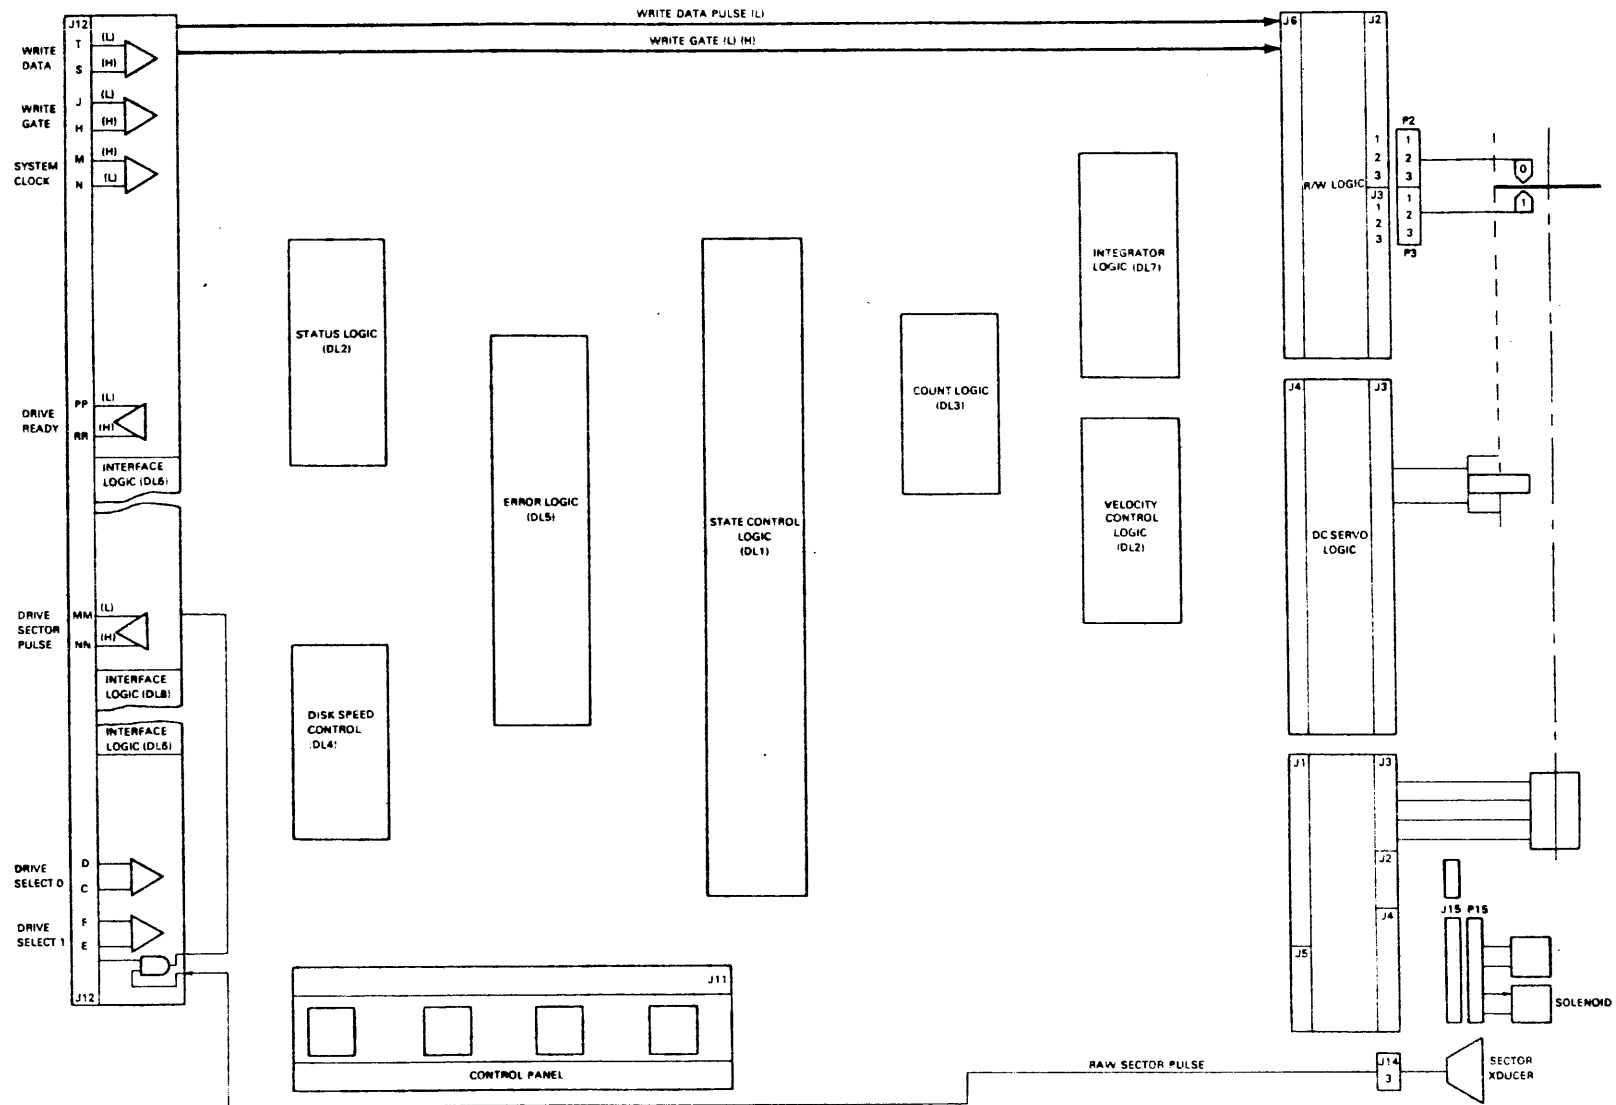 WRITE DATA PULSE (L)
WRITE GATE (L) (H)
J12
T (L)
WRITE
DATA
S (H)
J (L)
WRITE
GATE
H (H)
M (H)
SYSTEM
CLOCK
N (L)
PP (L)
DRIVE
READY
RR (H)
INTERFACE
LOGIC (DL6)
MM (L)
DRIVE
SECTOR
PULSE
NN (H)
INTERFACE
LOGIC (DL8)
INTERFACE
LOGIC (DL6)
D
DRIVE
SELECT 0
C
F
DRIVE
SELECT 1
E
J12
STATUS LOGIC
(DL2)
DISK SPEED
CONTROL
(DL4)
ERROR LOGIC
(DL5)
STATE CONTROL
LOGIC
(DL1)
COUNT LOGIC
(DL3)
INTEGRATOR
LOGIC (DL7)
VELOCITY
CONTROL
LOGIC
(DL2)
J11
CONTROL PANEL
J6 J2
R/W LOGIC
1
2
3
J3
1
2
3
P2
1
2
3
1
2
3
P3
0
1
J4 J3
DC SERVO
LOGIC
J1 J3
J2
J4
J5
J15 P15
SOLENOID
RAW SECTOR PULSE
J14
3
SECTOR
XDUCER